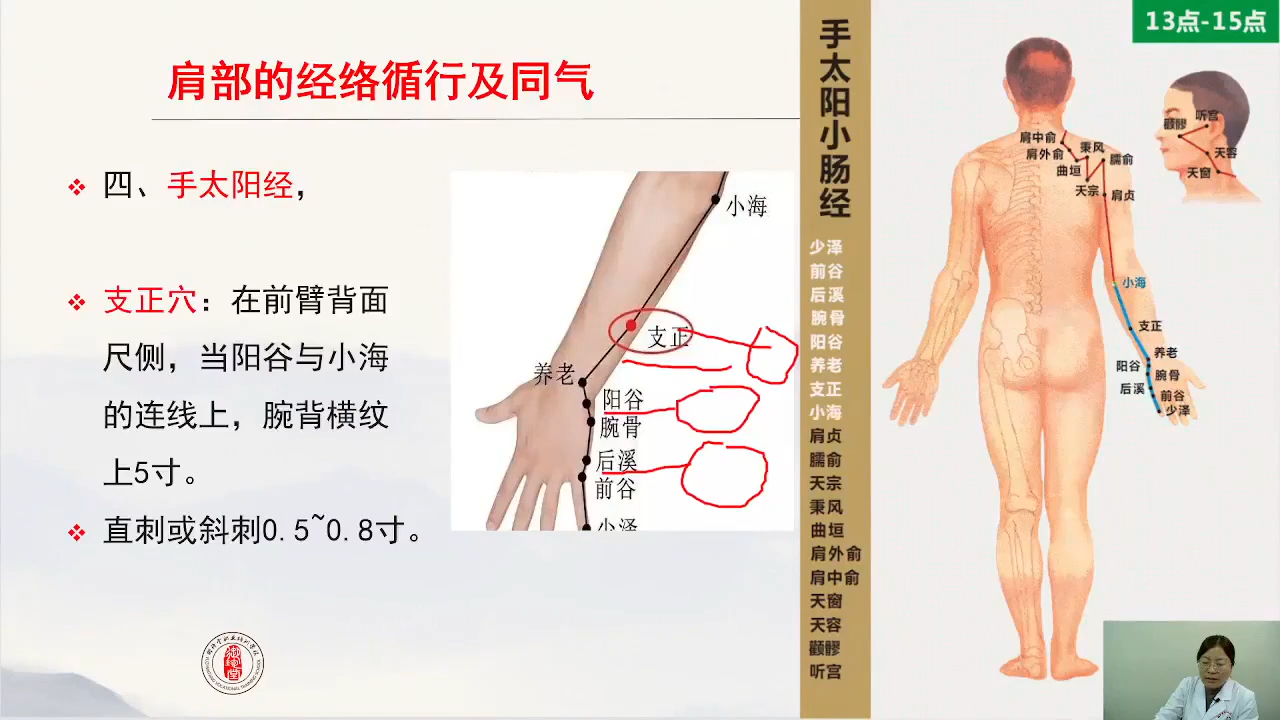 肩部的经络循行及同气
四、手太阳经，
支正穴：在前臂背面
尺侧，当阳谷与小海
的连线上，腕背横纹
上5寸。
直刺或斜刺0.5~0.8寸。
小海
支正
养老
阳谷
腕骨
后溪
前谷
少泽
手太阳小肠经
少泽
前谷
后溪
腕骨
阳谷
养老
支正
小海
肩贞
臑俞
天宗
秉风
曲垣
肩外俞
肩中俞
天窗
天容
颧髎
听宫
13点-15点
肩中俞
肩外俞
秉风
曲垣
臑俞
天宗
肩贞
小海
支正
养老
阳谷
腕骨
后溪
前谷
少泽
听宫
颧髎
天容
天窗